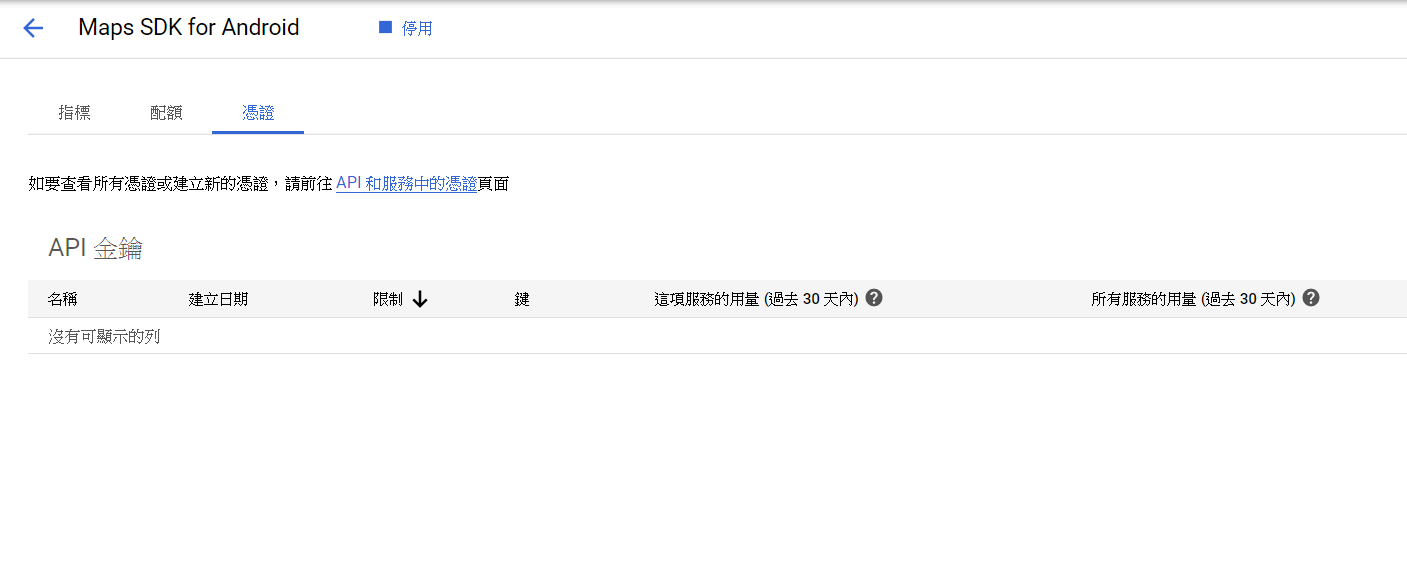 Maps SDK for Android 停用
指標 配額 憑證
如要查看所有憑證或建立新的憑證，請前往 API 和服務中的憑證頁面
API 金鑰
名稱 建立日期 限制 鍵 這項服務的用量 (過去 30 天內) 所有服務的用量 (過去 30 天內)
沒有可顯示的列